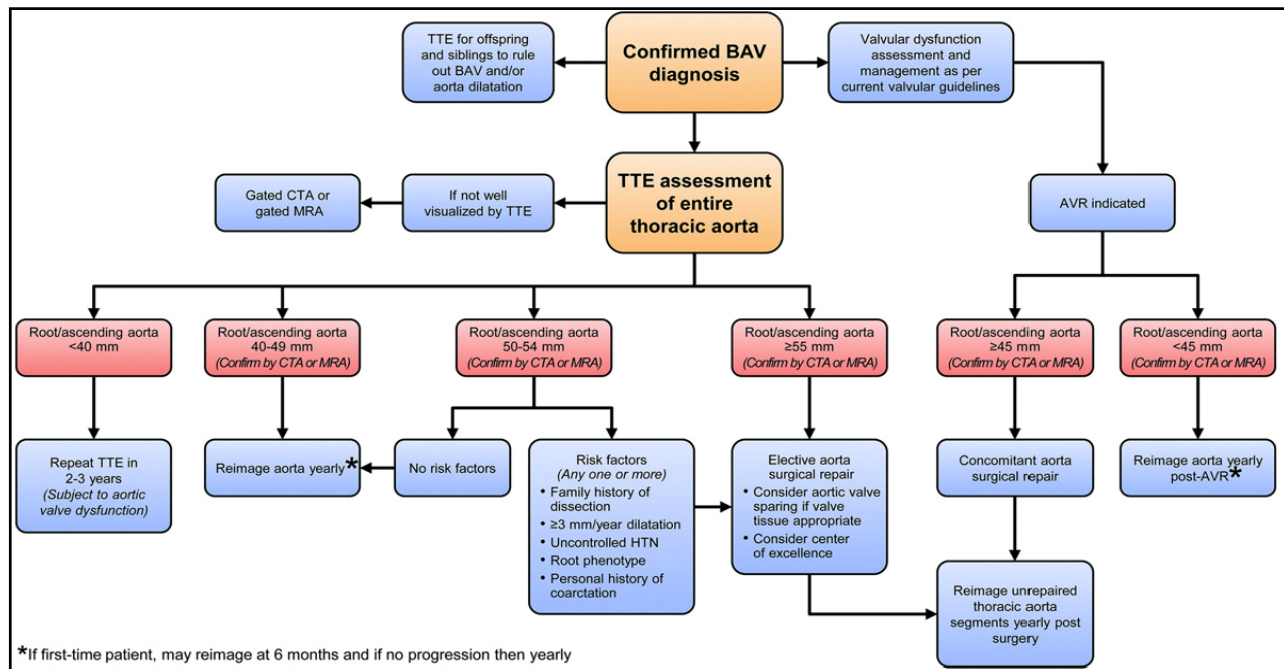 TTE for offspring
and siblings to rule
out BAV and/or
aorta dilatation
Confirmed BAV
diagnosis
Valvular dysfunction
assessment and
management as per
current valvular guidelines
Gated CTA or
gated MRA
If not well
visualized by TTE
TTE assessment
of entire
thoracic aorta
AVR indicated
Root/ascending aorta
<40 mm
Root/ascending aorta
40-49 mm
(Confirm by CTA or MRA)
Root/ascending aorta
50-54 mm
(Confirm by CTA or MRA)
Root/ascending aorta
≥55 mm
(Confirm by CTA or MRA)
Root/ascending aorta
≥45 mm
(Confirm by CTA or MRA)
Root/ascending aorta
<45 mm
(Confirm by CTA or MRA)
Repeat TTE in
2-3 years
(Subject to aortic
valve dysfunction)
Reimage aorta yearly*
No risk factors
Risk factors
(Any one or more)
• Family history of
dissection
• ≥3 mm/year dilatation
• Uncontrolled HTN
• Root phenotype
• Personal history of
coarctation
Elective aorta
surgical repair
• Consider aortic valve
sparing if valve
tissue appropriate
• Consider center
of excellence
Concomitant aorta
surgical repair
Reimage aorta yearly
post-AVR*
Reimage unrepaired
thoracic aorta
segments yearly post
surgery
*If first-time patient, may reimage at 6 months and if no progression then yearly